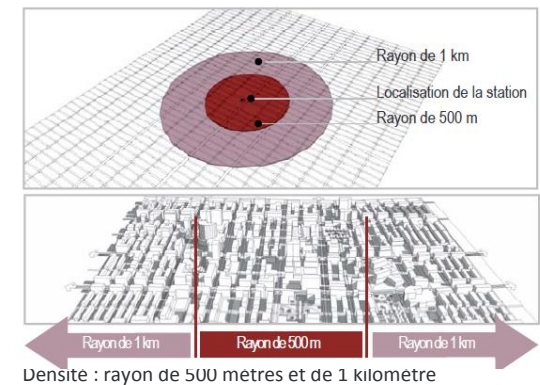 Rayon de 1 km
Localisation de la station
Rayon de 500 m
Rayon de 1 km Rayon de 500 m Rayon de 1 km
Densité : rayon de 500 mètres et de 1 kilomètre